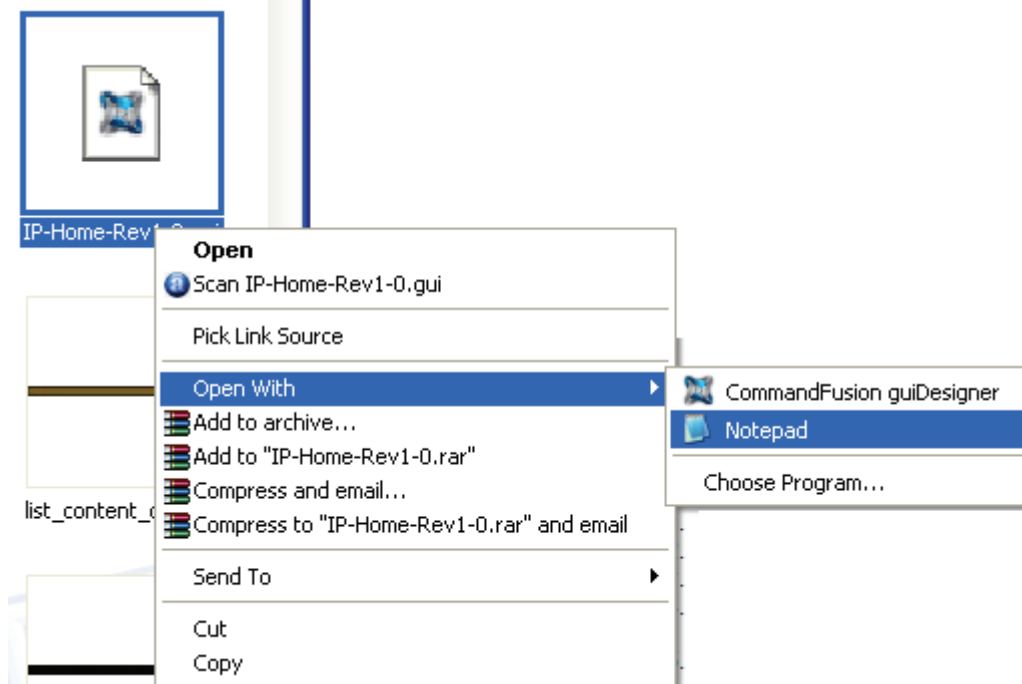 IP-Home-Rev1-0.gui
Open
Scan IP-Home-Rev1-0.gui
Pick Link Source
Open With
CommandFusion guiDesigner
Notepad
Choose Program...
Add to archive...
Add to "IP-Home-Rev1-0.rar"
Compress and email...
Compress to "IP-Home-Rev1-0.rar" and email
list_content_
Send To
Cut
Copy